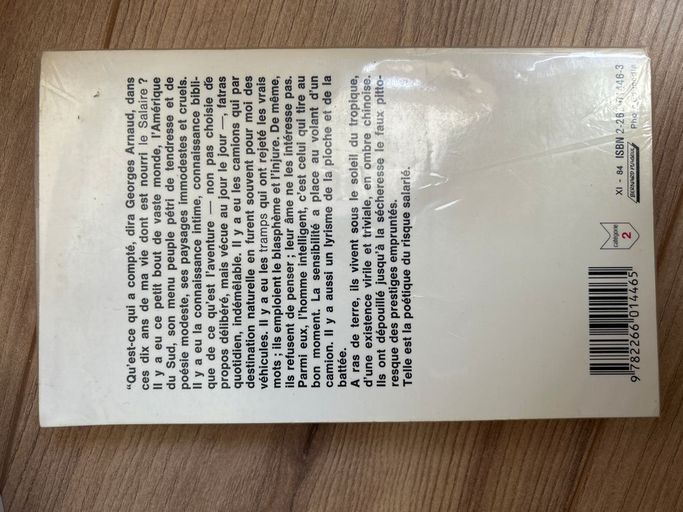 "Qu'est-ce qui a compté, dira Georges Arnaud, dans
ces dix ans de ma vie dont est nourri le Salaire ?
Il y a eu ce petit bout de vaste monde, l'Amérique
du Sud, son menu peuple pétri de tendresse et de
poésie modeste, ses paysages immodestes et cruels.
Il y a eu la connaissance intime, connaissance bibli-
que de ce qu'est l'aventure — non pas choisie de
propos délibéré, mais vécue au jour le jour —, fatras
quotidien, indémêlable. Il y a eu les camions qui par
destination naturelle en furent souvent pour moi des
véhicules. Il y a eu les tramps qui ont rejeté les vrais
mots ; ils emploient le blasphème et l'injure. De même,
ils refusent de penser ; leur âme ne les intéresse pas.
Parmi eux, l'homme intelligent, c'est celui qui tire au
bon moment. La sensibilité a place au volant d'un
camion. Il y a aussi un lyrisme de la pioche et de la
battée.
A ras de terre, ils vivent sous le soleil du tropique,
d'une existence virile et triviale, en ombre chinoise.
Ils ont dépouillé jusqu'à la sécheresse le faux pitto-
resque des prestiges empruntés.
Telle est la poétique du risque salarié.
9 782266 014465
catégorie
2
XI - 84 ISBN 2-26 446-3